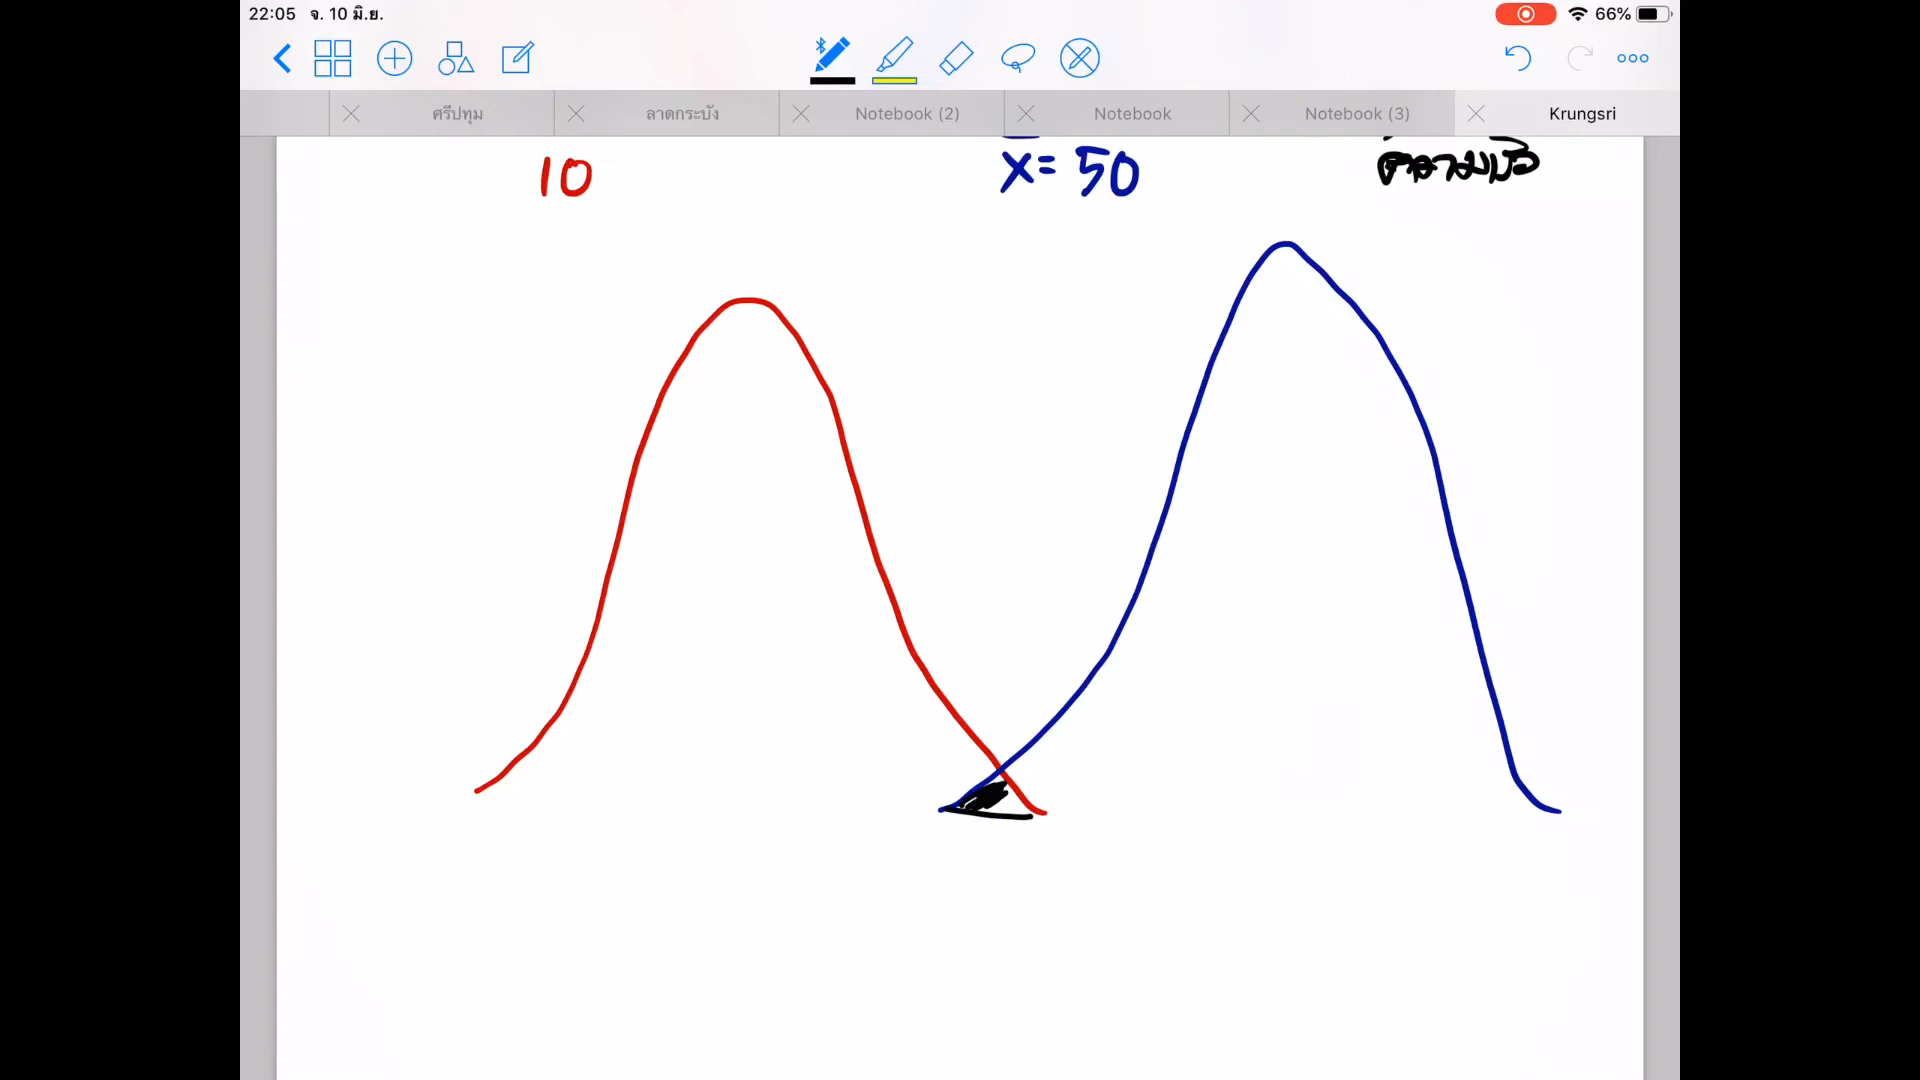 22:05 จ. 10 มิ.ย. 66%
ศรีปทุม ลาดกระบัง Notebook (2) Notebook Notebook (3) Krungsri
10 x= 50